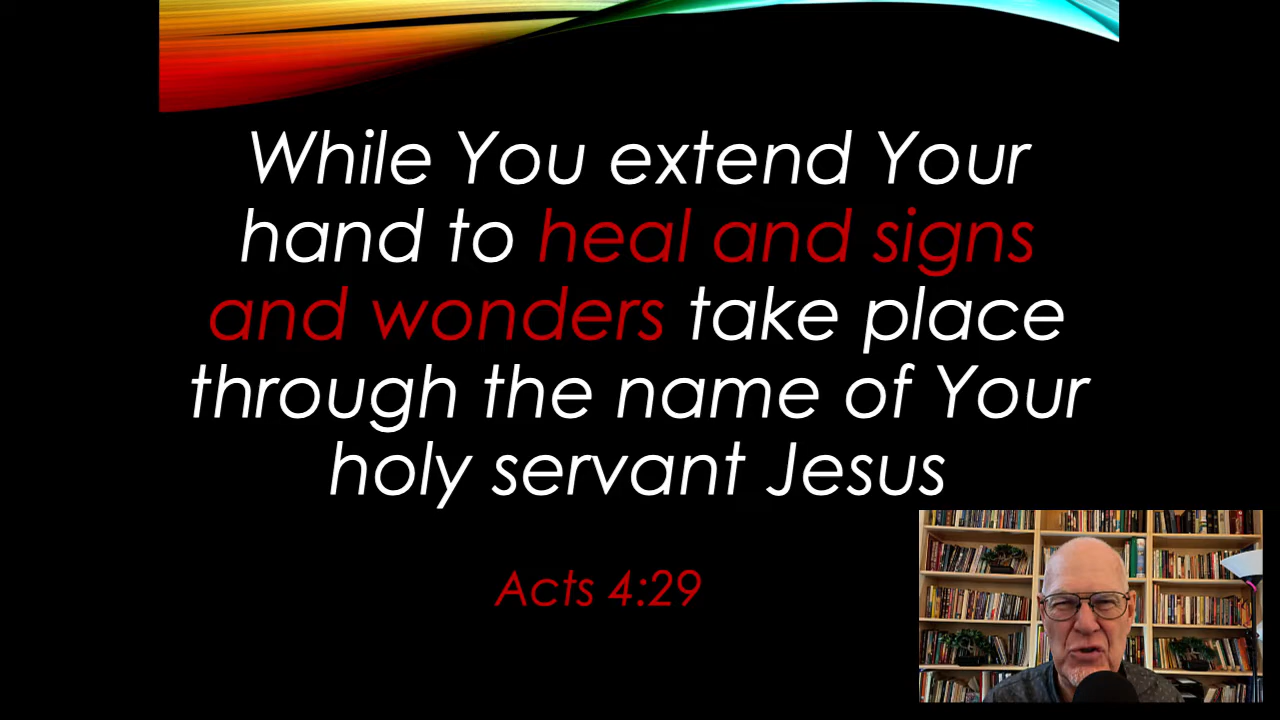 While You extend Your
hand to heal and signs
and wonders take place
through the name of Your
holy servant Jesus
Acts 4:29